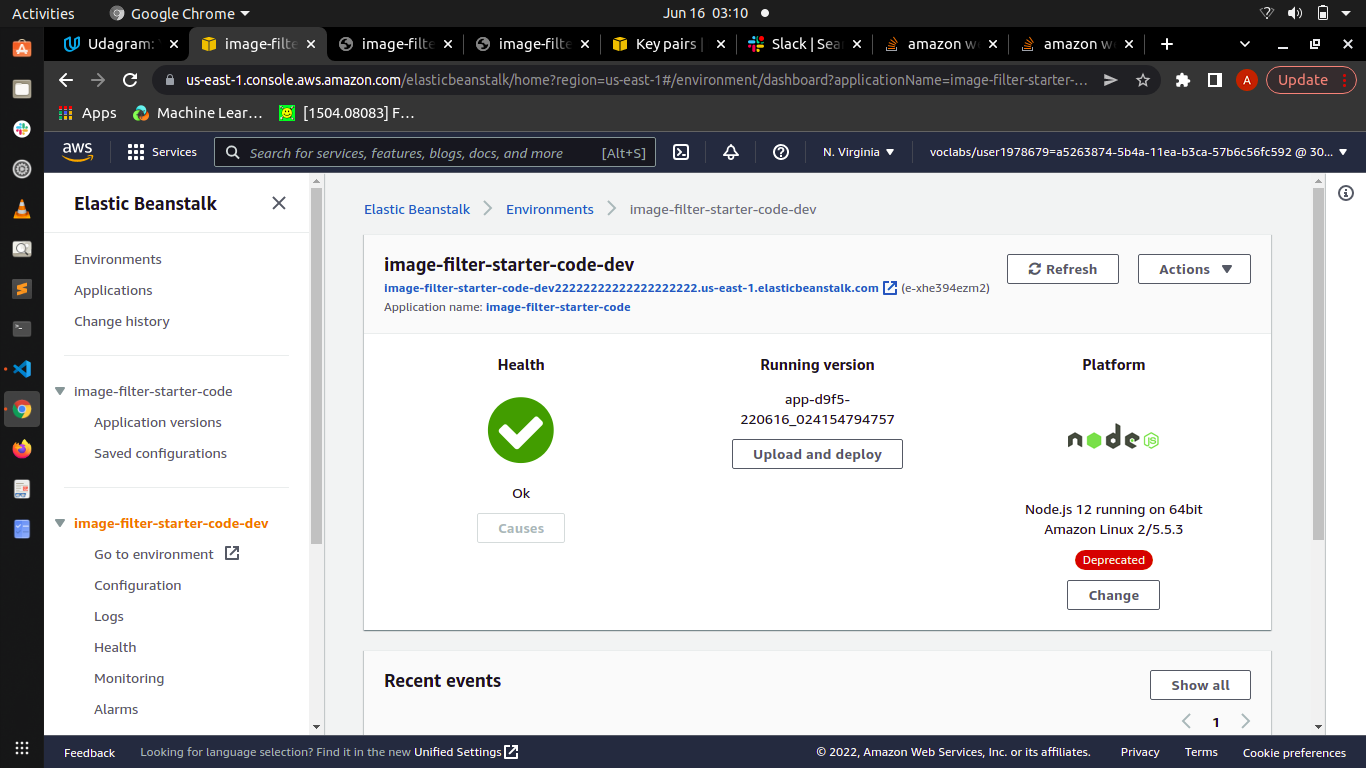 Activities
Google Chrome
Jun 16 03:10
Udagram:
image-filte
image-filte
image-filte
Key pairs |
Slack | Sea
amazon w
amazon w
us-east-1.console.aws.amazon.com/elasticbeanstalk/home?region=us-east-1#/environment/dashboard?applicationName=image-filter-starter-...
A
Update
Apps
Machine Lear...
[1504.08083] F...
aws
Services
Search for services, features, blogs, docs, and more
[Alt+S]
N. Virginia
voclabs/user1978679=a5263874-5b4a-11ea-b3ca-57b6c56fc592 @ 30...
Elastic Beanstalk
Environments
Applications
Change history
image-filter-starter-code
Application versions
Saved configurations
image-filter-starter-code-dev
Go to environment
Configuration
Logs
Health
Monitoring
Alarms
Elastic Beanstalk
Environments
image-filter-starter-code-dev
image-filter-starter-code-dev
image-filter-starter-code-dev22222222222222222222.us-east-1.elasticbeanstalk.com (e-xhe394ezm2)
Application name: image-filter-starter-code
Refresh
Actions
Health
Ok
Causes
Running version
app-d9f5-
220616_024154794757
Upload and deploy
Platform
node
JS
Node.js 12 running on 64bit
Amazon Linux 2/5.5.3
Deprecated
Change
Recent events
Show all
1
Feedback
Looking for language selection? Find it in the new Unified Settings
© 2022, Amazon Web Services, Inc. or its affiliates.
Privacy
Terms
Cookie preferences